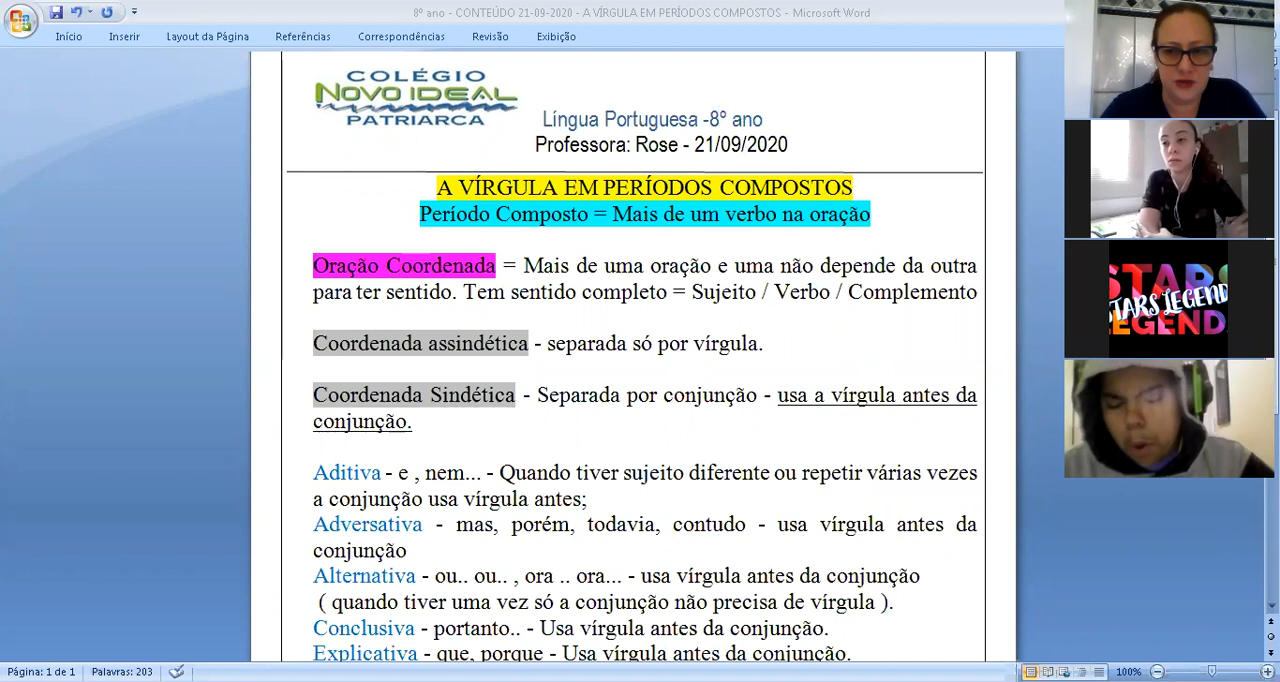 8º ano - CONTEÚDO 21-09-2020 - A VÍRGULA EM PERÍODOS COMPOSTOS - Microsoft Word
Início Inserir Layout da Página Referências Correspondências Revisão Exibição
COLÉGIO
NOVO IDEAL
PATRIARCA
Língua Portuguesa -8º ano
Professora: Rose - 21/09/2020
A VÍRGULA EM PERÍODOS COMPOSTOS
Período Composto = Mais de um verbo na oração
Oração Coordenada = Mais de uma oração e uma não depende da outra
para ter sentido. Tem sentido completo = Sujeito / Verbo / Complemento
Coordenada assindética - separada só por vírgula.
Coordenada Sindética - Separada por conjunção - usa a vírgula antes da
conjunção.
Aditiva - e , nem... - Quando tiver sujeito diferente ou repetir várias vezes
a conjunção usa vírgula antes;
Adversativa - mas, porém, todavia, contudo - usa vírgula antes da
conjunção
Alternativa - ou.. ou.. , ora .. ora... - usa vírgula antes da conjunção
( quando tiver uma vez só a conjunção não precisa de vírgula ).
Conclusiva - portanto.. - Usa vírgula antes da conjunção.
Explicativa - que, porque - Usa vírgula antes da conjunção.
STARS
STARS LEGEND
LEGEND
Página: 1 de 1 Palavras: 203 100%